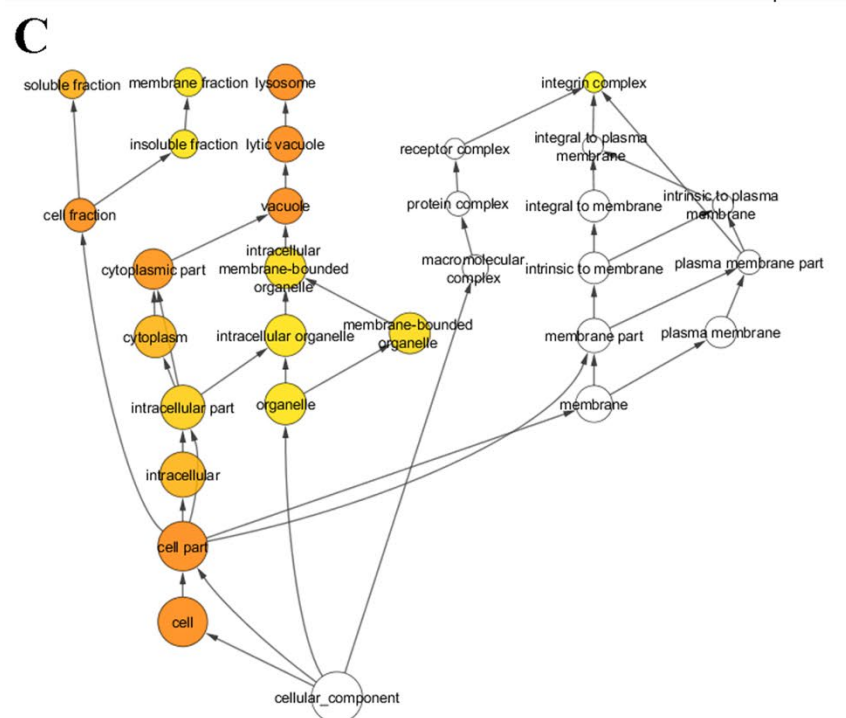 C
soluble fraction
membrane fraction
lysosome
integrin complex
insoluble fraction
lytic vacuole
receptor complex
integral to plasma
membrane
cell fraction
vacuole
protein complex
integral to membrane
intrinsic to plasma
membrane
cytoplasmic part
intracellular
membrane-bounded
organelle
macromolecular
complex
intrinsic to membrane
plasma membrane part
cytoplasm
intracellular organelle
membrane-bounded
organelle
membrane part
plasma membrane
intracellular part
organelle
membrane
intracellular
cell part
cell
cellular_component